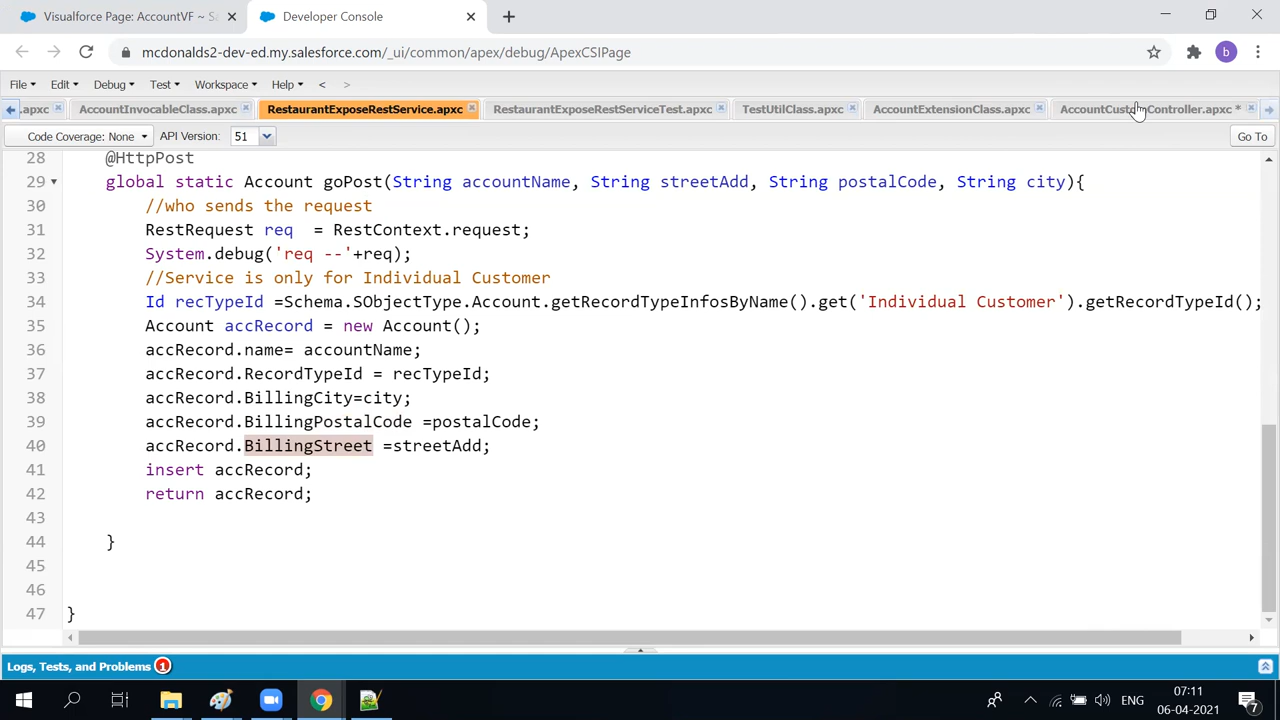 Visualforce Page: AccountVF ~ Sa
Developer Console
mcdonalds2-dev-ed.my.salesforce.com/_ui/common/apex/debug/ApexCSIPage
b
File Edit Debug Test Workspace Help < >
.apxc AccountInvocableClass.apxc RestaurantExposeRestService.apxc RestaurantExposeRestServiceTest.apxc TestUtilClass.apxc AccountExtensionClass.apxc AccountCustomController.apxc *
Code Coverage: None API Version: 51 Go To
28 @HttpPost
29 global static Account goPost(String accountName, String streetAdd, String postalCode, String city){
30 //who sends the request
31 RestRequest req = RestContext.request;
32 System.debug('req --'+req);
33 //Service is only for Individual Customer
34 Id recTypeId =Schema.SObjectType.Account.getRecordTypeInfosByName().get('Individual Customer').getRecordTypeId();
35 Account accRecord = new Account();
36 accRecord.name= accountName;
37 accRecord.RecordTypeId = recTypeId;
38 accRecord.BillingCity=city;
39 accRecord.BillingPostalCode =postalCode;
40 accRecord.BillingStreet =streetAdd;
41 insert accRecord;
42 return accRecord;
43
44 }
45
46
47 }
Logs, Tests, and Problems 1
ENG
07:11
06-04-2021
7